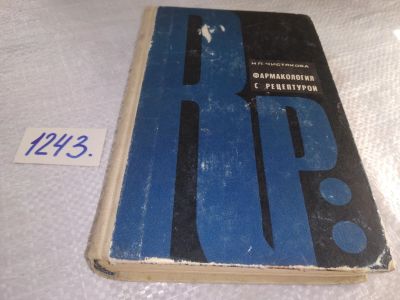 И.П. ЧИСТЯКОВА
ФАРМАКОЛОГИЯ
С РЕЦЕПТУРОЙ
Rp:
1243.